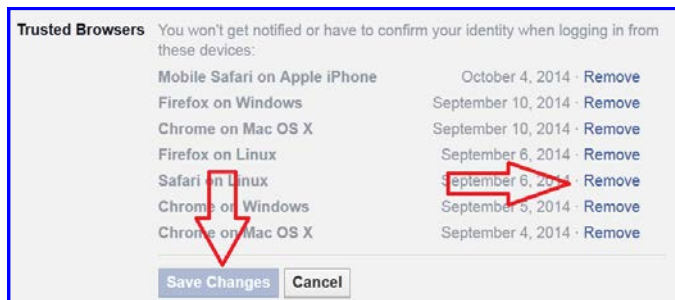 Trusted Browsers You won't get notified or have to confirm your identity when logging in from
these devices:
Mobile Safari on Apple iPhone October 4, 2014 · Remove
Firefox on Windows September 10, 2014 · Remove
Chrome on Mac OS X September 10, 2014 · Remove
Firefox on Linux September 6, 2014 · Remove
Safari on Linux September 6, 2014 · Remove
Chrome on Windows September 5, 2014 · Remove
Chrome on Mac OS X September 4, 2014 · Remove
Save Changes Cancel